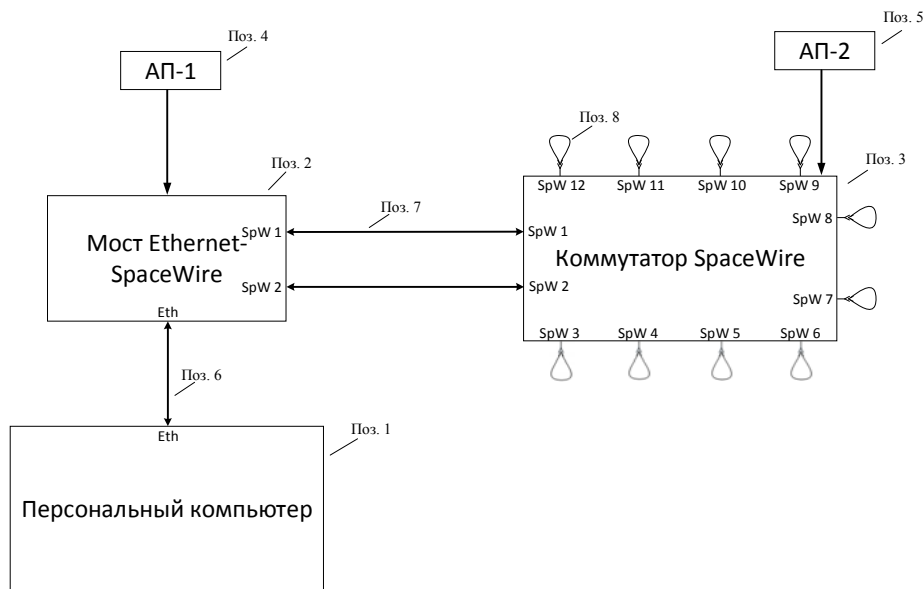 Поз. 4
Поз. 5
АП-1
АП-2
Поз. 8
Поз. 2
Поз. 3
SpW 12
SpW 11
SpW 10
SpW 9
Поз. 7
SpW 8
SpW 1
SpW 1
Мост Ethernet-
SpaceWire
Коммутатор SpaceWire
SpW 2
SpW 2
SpW 7
Eth
SpW 3
SpW 4
SpW 5
SpW 6
Поз. 6
Поз. 1
Eth
Персональный компьютер